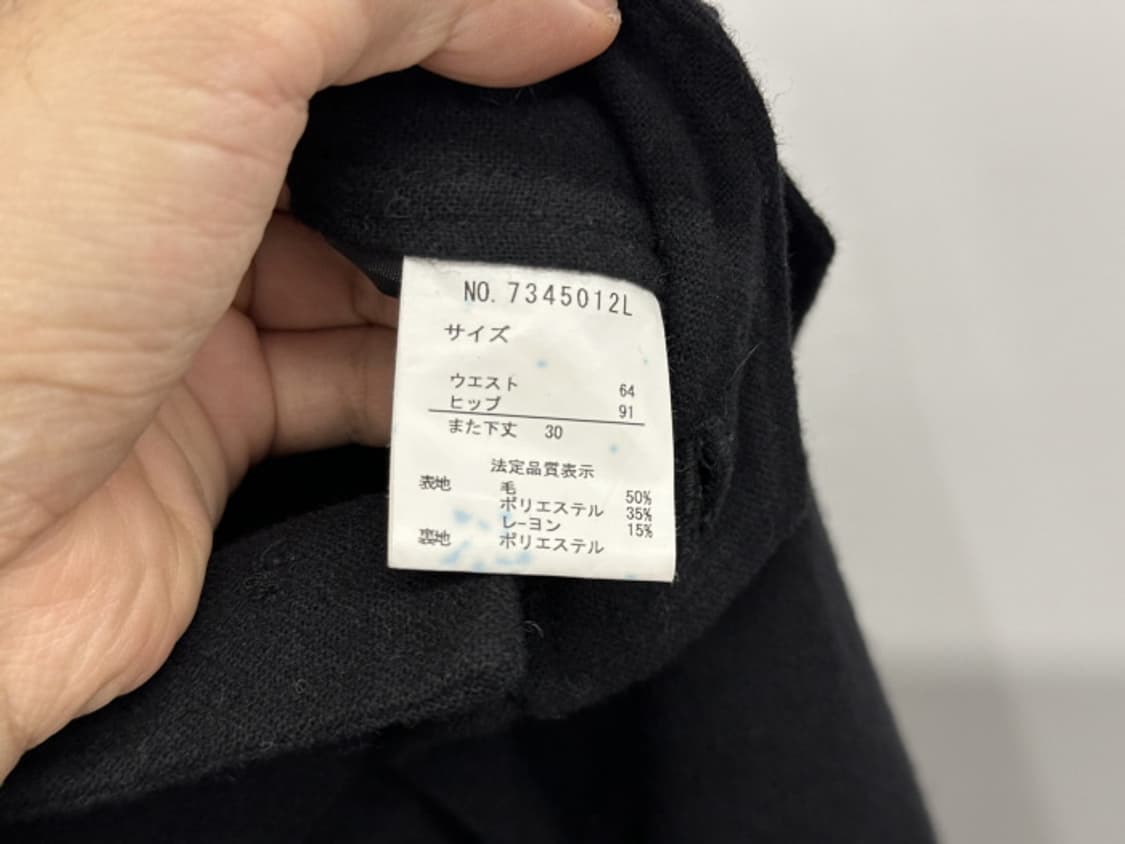 NO. 7345012L
サイズ
ウエスト 64
ヒップ 91
また下丈 30
法定品質表示
表地 毛 50%
ポリエステル 35%
レーヨン 15%
裏地 ポリエステル